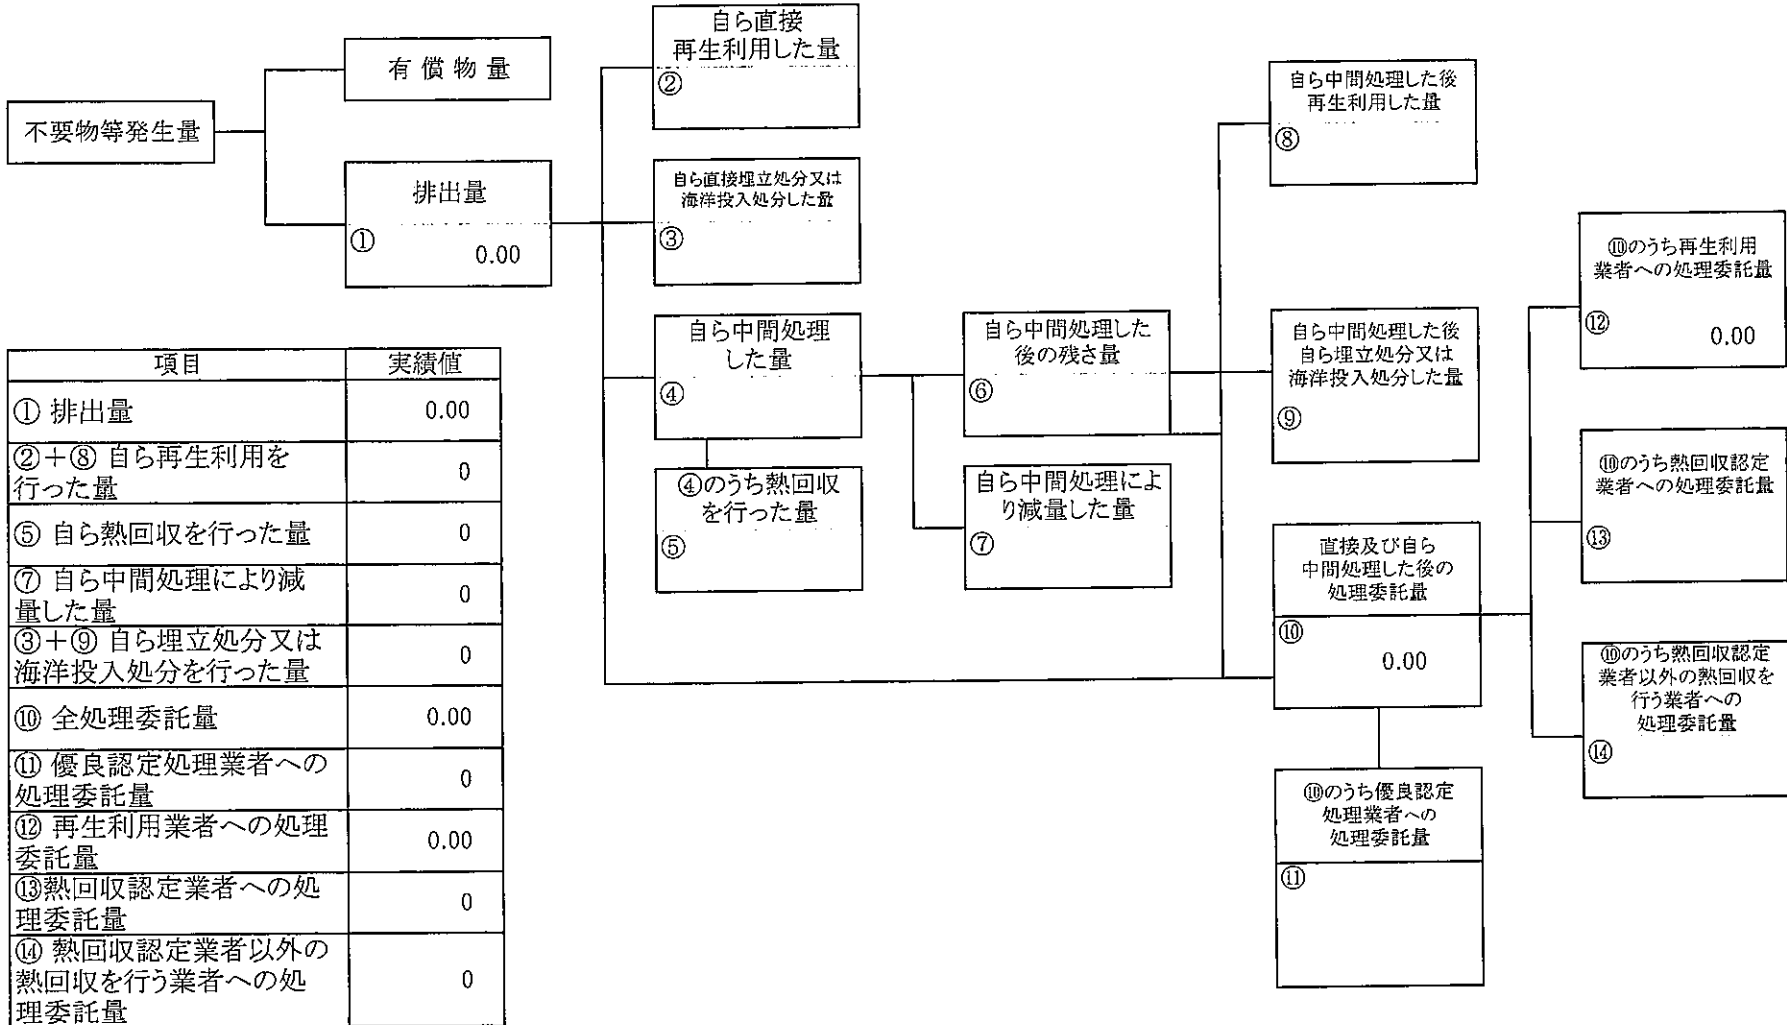 不要物等発生量
有償物量
排出量
①
0.00
自ら直接
再生利用した量
②
自ら直接埋立処分又は
海洋投入処分した量
③
自ら中間処理
した量
④
④のうち熱回収
を行った量
⑤
自ら中間処理した
後の残さ量
⑥
自ら中間処理によ
り減量した量
⑦
自ら中間処理した後
再生利用した量
⑧
自ら中間処理した後
自ら埋立処分又は
海洋投入処分した量
⑨
直接及び自ら
中間処理した後の
処理委託量
⑩
0.00
⑩のうち優良認定
処理業者への
処理委託量
⑪
⑩のうち再生利用
業者への処理委託量
⑫
0.00
⑩のうち熱回収認定
業者への処理委託量
⑬
⑩のうち熱回収認定
業者以外の熱回収を
行う業者への
処理委託量
⑭
項目 実績値
① 排出量 0.00
②+⑧ 自ら再生利用を
行った量 0
⑤ 自ら熱回収を行った量 0
⑦ 自ら中間処理により減
量した量 0
③+⑨ 自ら埋立処分又は
海洋投入処分を行った量 0
⑩ 全処理委託量 0.00
⑪ 優良認定処理業者への
処理委託量 0
⑫ 再生利用業者への処理
委託量 0.00
⑬熱回収認定業者への処
理委託量 0
⑭ 熱回収認定業者以外の
熱回収を行う業者への処
理委託量 0